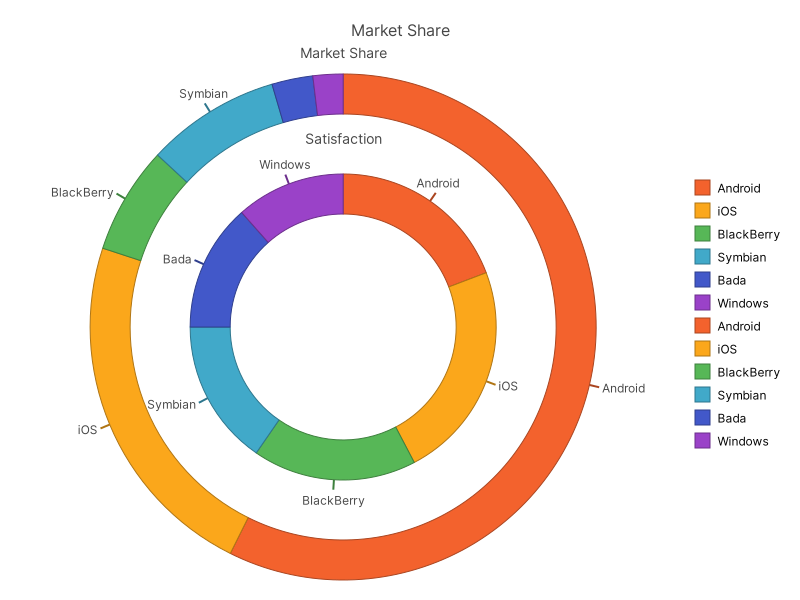 Market Share
Market Share
Symbian
Satisfaction
Windows
Android
BlackBerry
Bada
iOS
Symbian
Android
iOS
BlackBerry
Android
iOS
BlackBerry
Symbian
Bada
Windows
Android
iOS
BlackBerry
Symbian
Bada
Windows